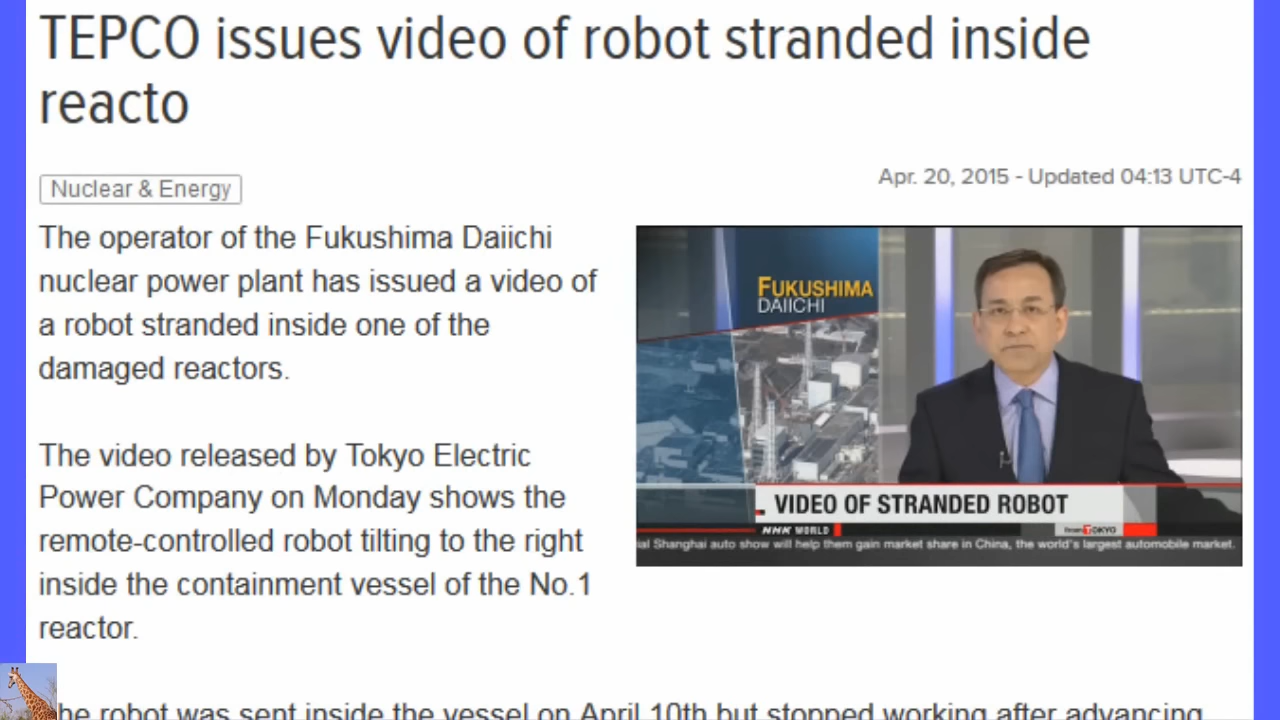 TEPCO issues video of robot stranded inside
reacto
Nuclear & Energy
Apr. 20, 2015 - Updated 04:13 UTC-4
The operator of the Fukushima Daiichi
nuclear power plant has issued a video of
a robot stranded inside one of the
damaged reactors.
The video released by Tokyo Electric
Power Company on Monday shows the
remote-controlled robot tilting to the right
inside the containment vessel of the No.1
reactor.
he robot was sent inside the vessel on April 10th but stopped working after advancing
FUKUSHIMA
DAIICHI
VIDEO OF STRANDED ROBOT
NHK WORLD
from TOKYO
ial Shanghai auto show will help them gain market share in China, the world's largest automobile market.